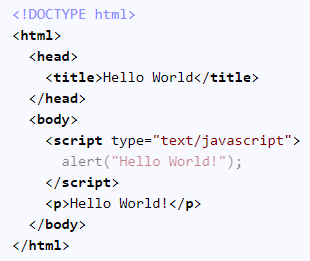 <!DOCTYPE html>
<html>
  <head>
    <title>Hello World</title>
  </head>
  <body>
    <script type="text/javascript">
      alert("Hello World!");
    </script>
    <p>Hello World!</p>
  </body>
</html>